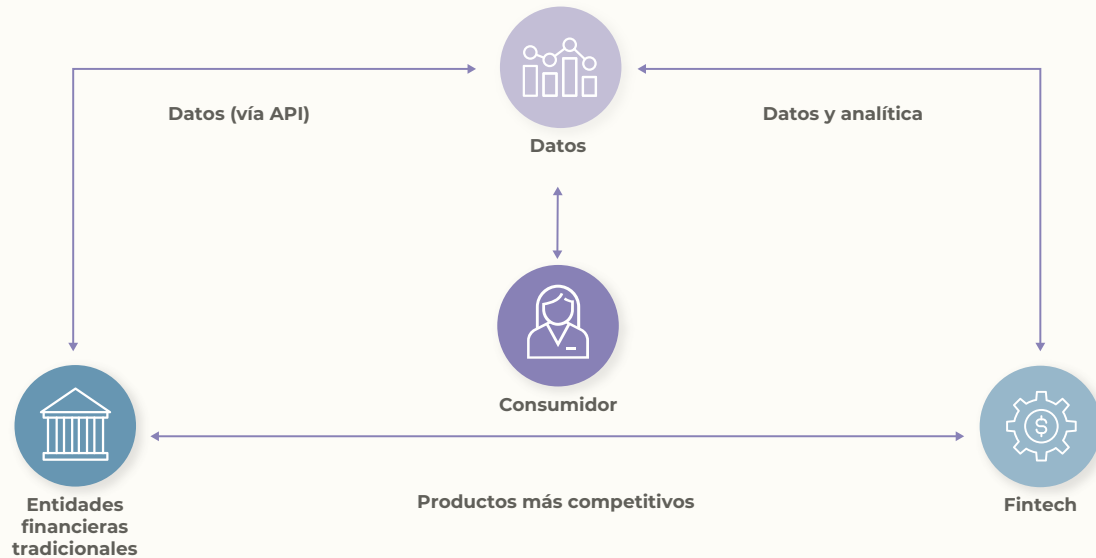 Datos (vía API)
Datos y analítica
Datos
Consumidor
Entidades
financieras
tradicionales
Productos más competitivos
$
Fintech